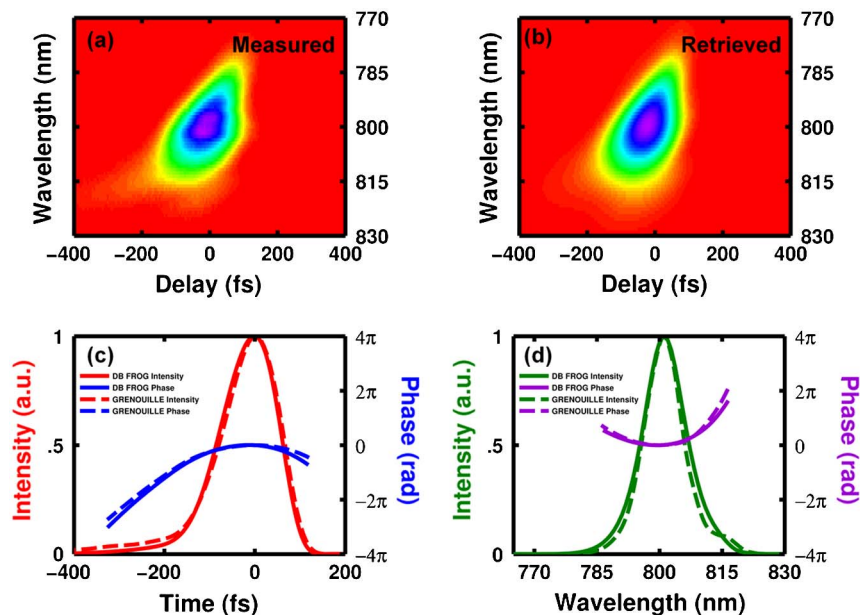 (a) Measured
Wavelength (nm)
770
785
800
815
830
−400 −200 0 200 400
Delay (fs)
(b) Retrieved
Wavelength (nm)
770
785
800
815
830
−400 −200 0 200 400
Delay (fs)
(c)
DB FROG Intensity
DB FROG Phase
GRENOUILLE Intensity
GRENOUILLE Phase
Intensity (a.u.)
1
.5
0
Phase (rad)
4π
2π
0
−2π
−4π
−400 −200 0 200
Time (fs)
(d)
DB FROG Intensity
DB FROG Phase
GRENOUILLE Intensity
GRENOUILLE Phase
Intensity (a.u.)
1
.5
0
Phase (rad)
4π
2π
0
−2π
−4π
770 785 800 815 830
Wavelength (nm)